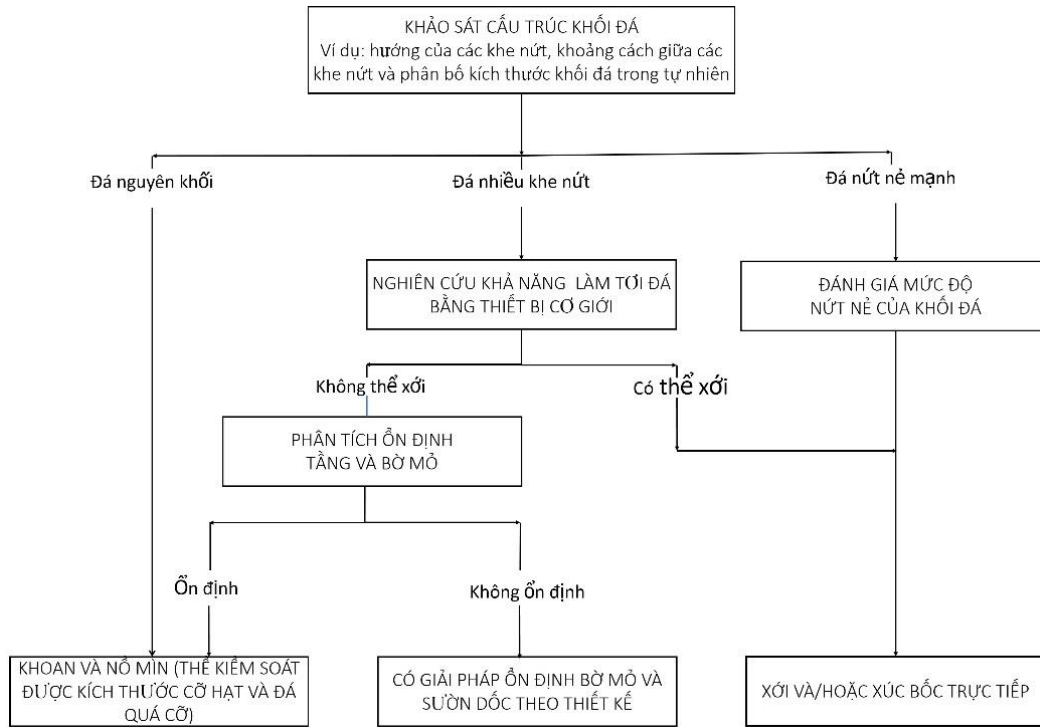 KHẢO SÁT CẤU TRÚC KHỐI ĐÁ
Ví dụ: hướng của các khe nứt, khoảng cách giữa các
khe nứt và phân bố kích thước khối đá trong tự nhiên
Đá nguyên khối
Đá nhiều khe nứt
Đá nứt nẻ mạnh
NGHIÊN CỨU KHẢ NĂNG LÀM TƠI ĐÁ
BẰNG THIẾT BỊ CƠ GIỚI
ĐÁNH GIÁ MỨC ĐỘ
NỨT NẺ CỦA KHỐI ĐÁ
Không thể xới
Có thể xới
PHÂN TÍCH ỔN ĐỊNH
TẦNG VÀ BỜ MỎ
Ổn định
Không ổn định
KHOAN VÀ NỔ MÌN (THỂ KIỂM SOÁT
ĐƯỢC KÍCH THƯỚC CỠ HẠT VÀ ĐÁ
QUÁ CỠ)
CÓ GIẢI PHÁP ỔN ĐỊNH BỜ MỎ VÀ
SƯỜN DỐC THEO THIẾT KẾ
XỚI VÀ/HOẶC XÚC BỐC TRỰC TIẾP